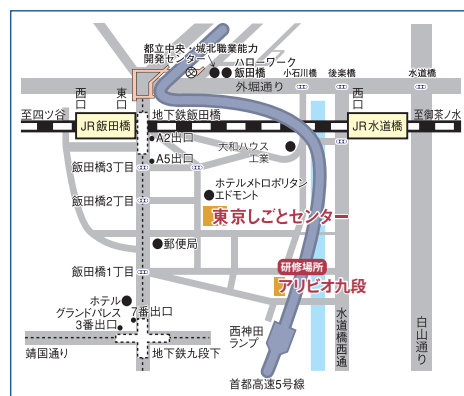 都立中央・城北職業能力
開発センター
ハローワーク
飯田橋
小石川橋
後楽橋
水道橋
外堀通り
西口
東口
西口
至四ツ谷
JR飯田橋
地下鉄飯田橋
JR水道橋
至御茶ノ水
A2出口
大和ハウス
工業
A5出口
飯田橋3丁目
ホテルメトロポリタン
エドモント
飯田橋2丁目
東京しごとセンター
郵便局
研修場所
飯田橋1丁目
アリビオ九段
ホテル
グランドパレス
7番出口
3番出口
西神田
ランプ
水道橋西通
白山通り
靖国通り
地下鉄九段下
首都高速5号線